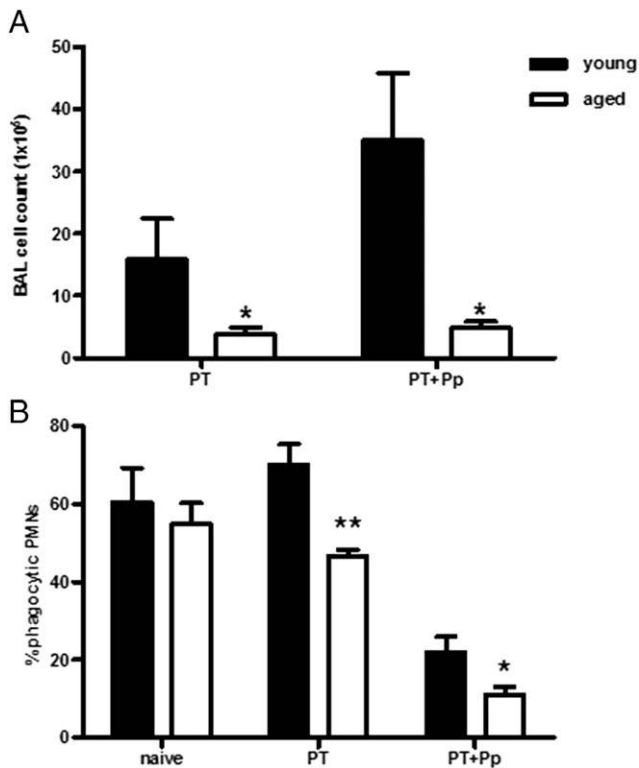 A
50
40
30
20
10
0
BAL cell count (1x10⁶)
young
aged
*
*
PT
PT+Pp
B
80
60
40
20
0
%phagocytic PMNs
**
*
naive
PT
PT+Pp